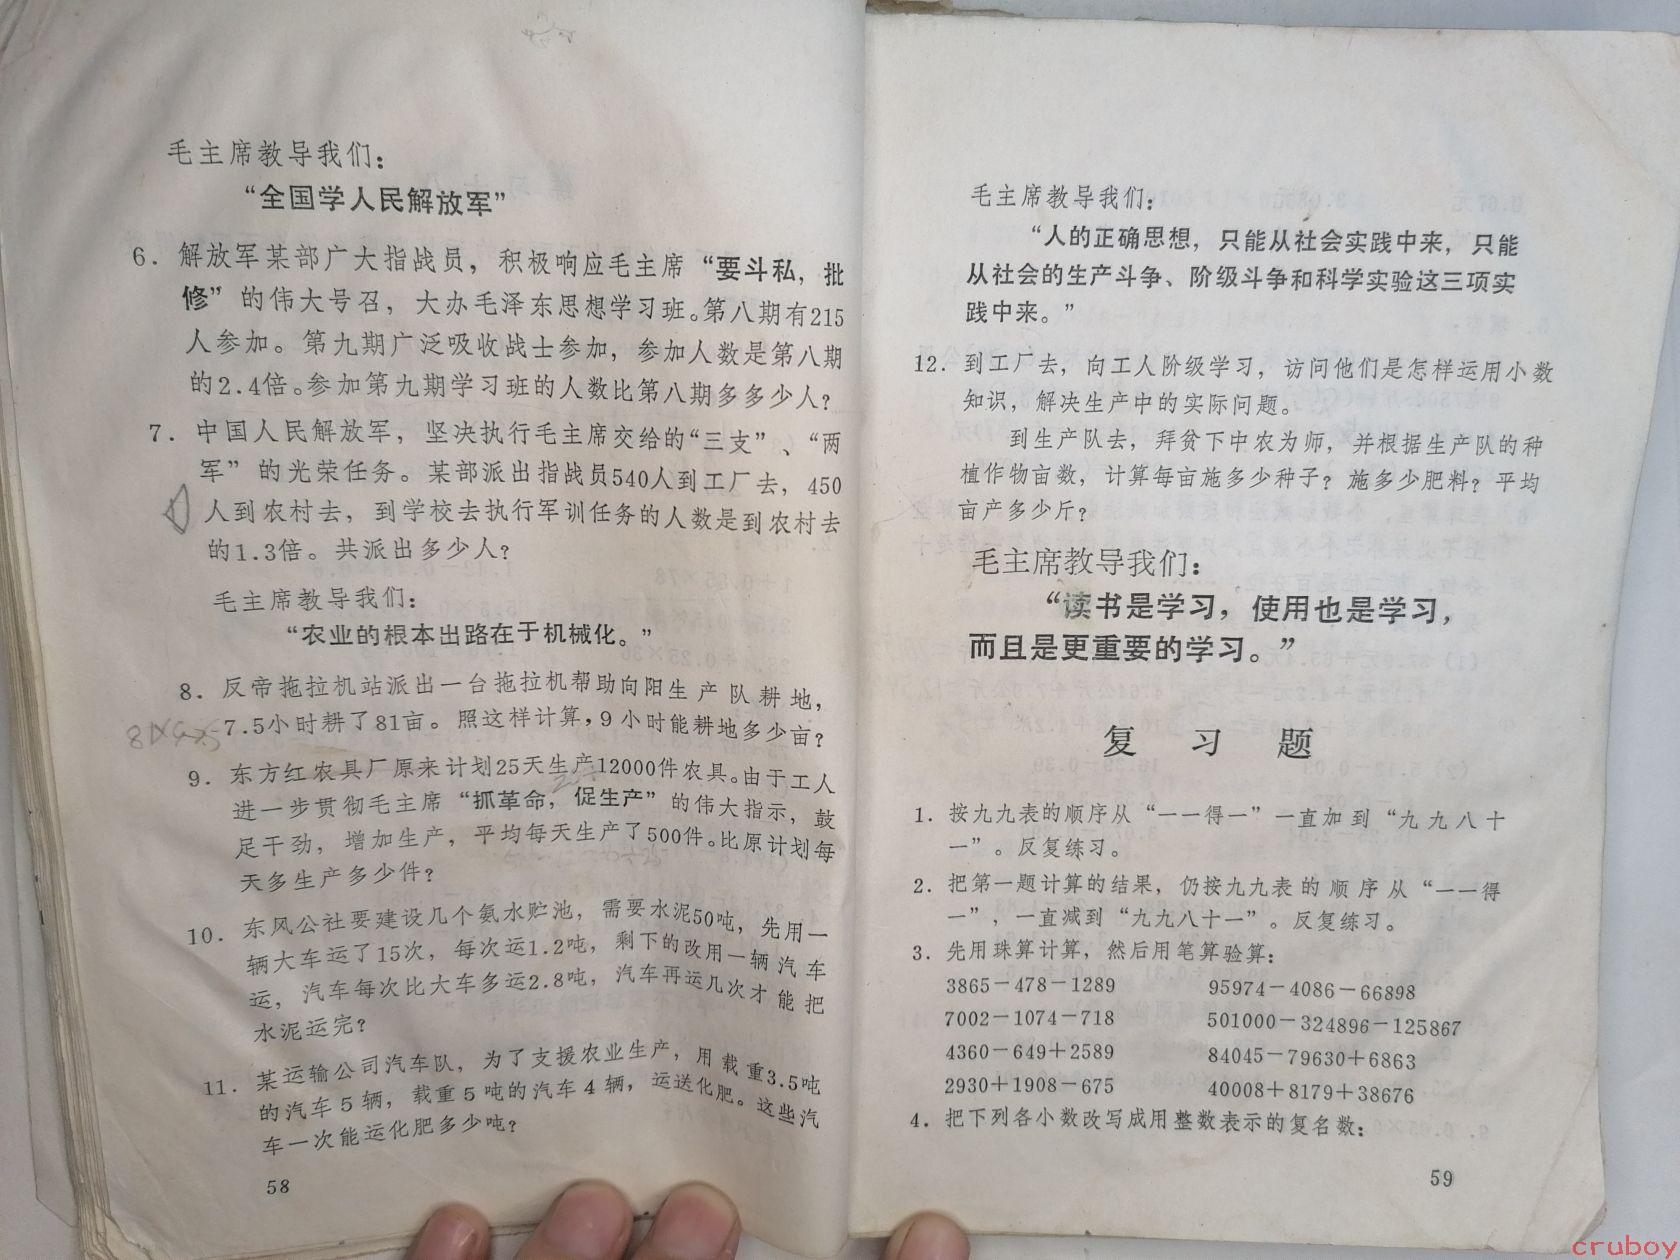 毛主席教导我们：
“全国学人民解放军”
6．解放军某部广大指战员，积极响应毛主席“要斗私，批
修”的伟大号召，大办毛泽东思想学习班。第八期有215
人参加。第九期广泛吸收战士参加，参加人数是第八期
的2.4倍。参加第九期学习班的人数比第八期多多少人？
7．中国人民解放军，坚决执行毛主席交给的“三支”、“两
军”的光荣任务。某部派出指战员540人到工厂去，450
人到农村去，到学校去执行军训任务的人数是到农村去
的1.3倍。共派出多少人？
毛主席教导我们：
“农业的根本出路在于机械化。”
8．反帝拖拉机站派出一台拖拉机帮助向阳生产队耕地，
7.5小时耕了81亩。照这样计算，9小时能耕地多少亩？
9．东方红农具厂原来计划25天生产12000件农具。由于工人
进一步贯彻毛主席“抓革命，促生产”的伟大指示，鼓
足干劲，增加生产，平均每天生产了500件。比原计划每
天多生产多少件？
10．东风公社要建设几个氨水贮池，需要水泥50吨，先用一
辆大车运了15次，每次运1.2吨，剩下的改用一辆汽车
运，汽车每次比大车多运2.8吨，汽车再运几次才能把
水泥运完？
11．某运输公司汽车队，为了支援农业生产，用载重3.5吨
的汽车5辆，载重5吨的汽车4辆，运送化肥。这些汽
车一次能运化肥多少吨？
58
毛主席教导我们：
“人的正确思想，只能从社会实践中来，只能
从社会的生产斗争、阶级斗争和科学实验这三项实
践中来。”
12．到工厂去，向工人阶级学习，访问他们是怎样运用小数
知识，解决生产中的实际问题。
到生产队去，拜贫下中农为师，并根据生产队的种
植作物亩数，计算每亩施多少种子？施多少肥料？平均
亩产多少斤？
毛主席教导我们：
“读书是学习，使用也是学习，
而且是更重要的学习。”
复习题
1．按九九表的顺序从“一一得一”一直加到“九九八十
一”。反复练习。
2．把第一题计算的结果，仍按九九表的顺序从“一一得
一”，一直减到“九九八十一”。反复练习。
3．先用珠算计算，然后用笔算验算：
3865－478－1289 95974－4086－66898
7002－1074－718 501000－324896－125867
4360－649＋2589 84045－79630＋6863
2930＋1908－675 40008＋8179＋38676
4．把下列各小数改写成用整数表示的复名数：
59
cruboy